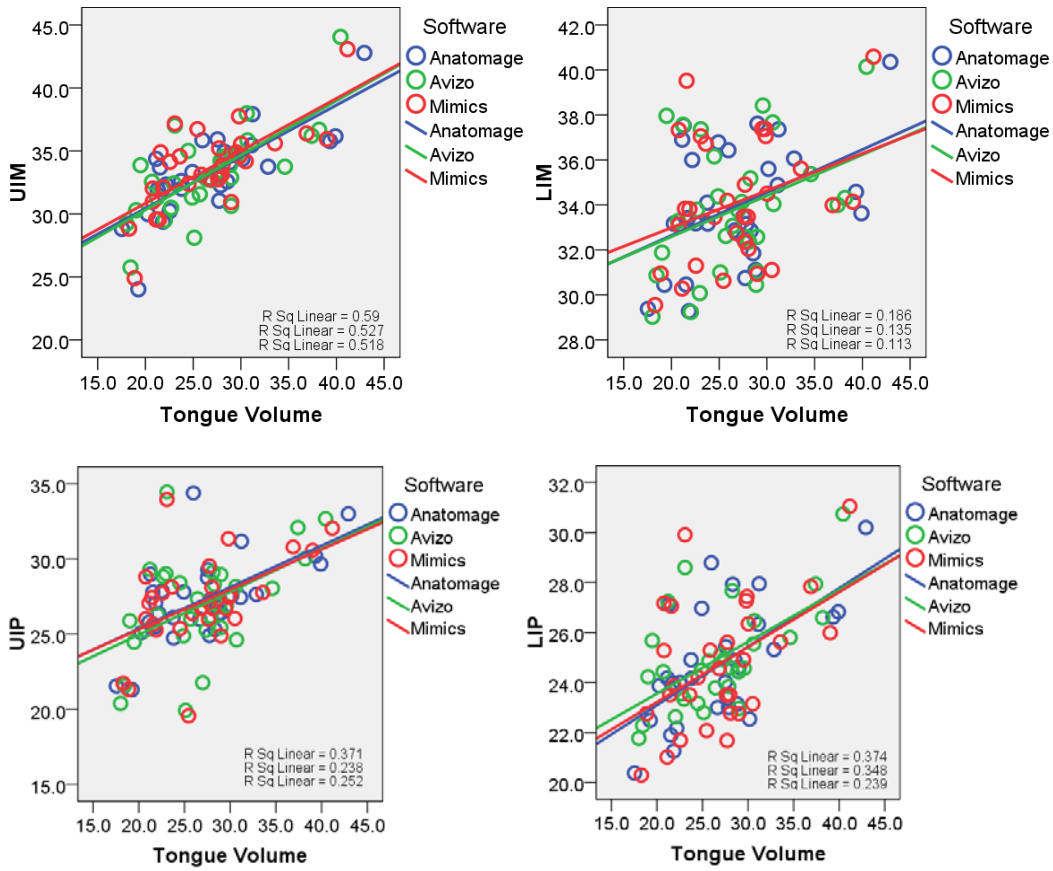 UIM
45.0
40.0
35.0
30.0
25.0
20.0
15.0 20.0 25.0 30.0 35.0 40.0 45.0
Tongue Volume
R Sq Linear = 0.59
R Sq Linear = 0.527
R Sq Linear = 0.518
Software
Anatomage
Avizo
Mimics
Anatomage
Avizo
Mimics
LIM
42.0
40.0
38.0
36.0
34.0
32.0
30.0
28.0
15.0 20.0 25.0 30.0 35.0 40.0 45.0
Tongue Volume
R Sq Linear = 0.186
R Sq Linear = 0.135
R Sq Linear = 0.113
Software
Anatomage
Avizo
Mimics
Anatomage
Avizo
Mimics
UIP
35.0
30.0
25.0
20.0
15.0
15.0 20.0 25.0 30.0 35.0 40.0 45.0
Tongue Volume
R Sq Linear = 0.371
R Sq Linear = 0.238
R Sq Linear = 0.252
Software
Anatomage
Avizo
Mimics
Anatomage
Avizo
Mimics
LIP
32.0
30.0
28.0
26.0
24.0
22.0
20.0
15.0 20.0 25.0 30.0 35.0 40.0 45.0
Tongue Volume
R Sq Linear = 0.374
R Sq Linear = 0.348
R Sq Linear = 0.239
Software
Anatomage
Avizo
Mimics
Anatomage
Avizo
Mimics